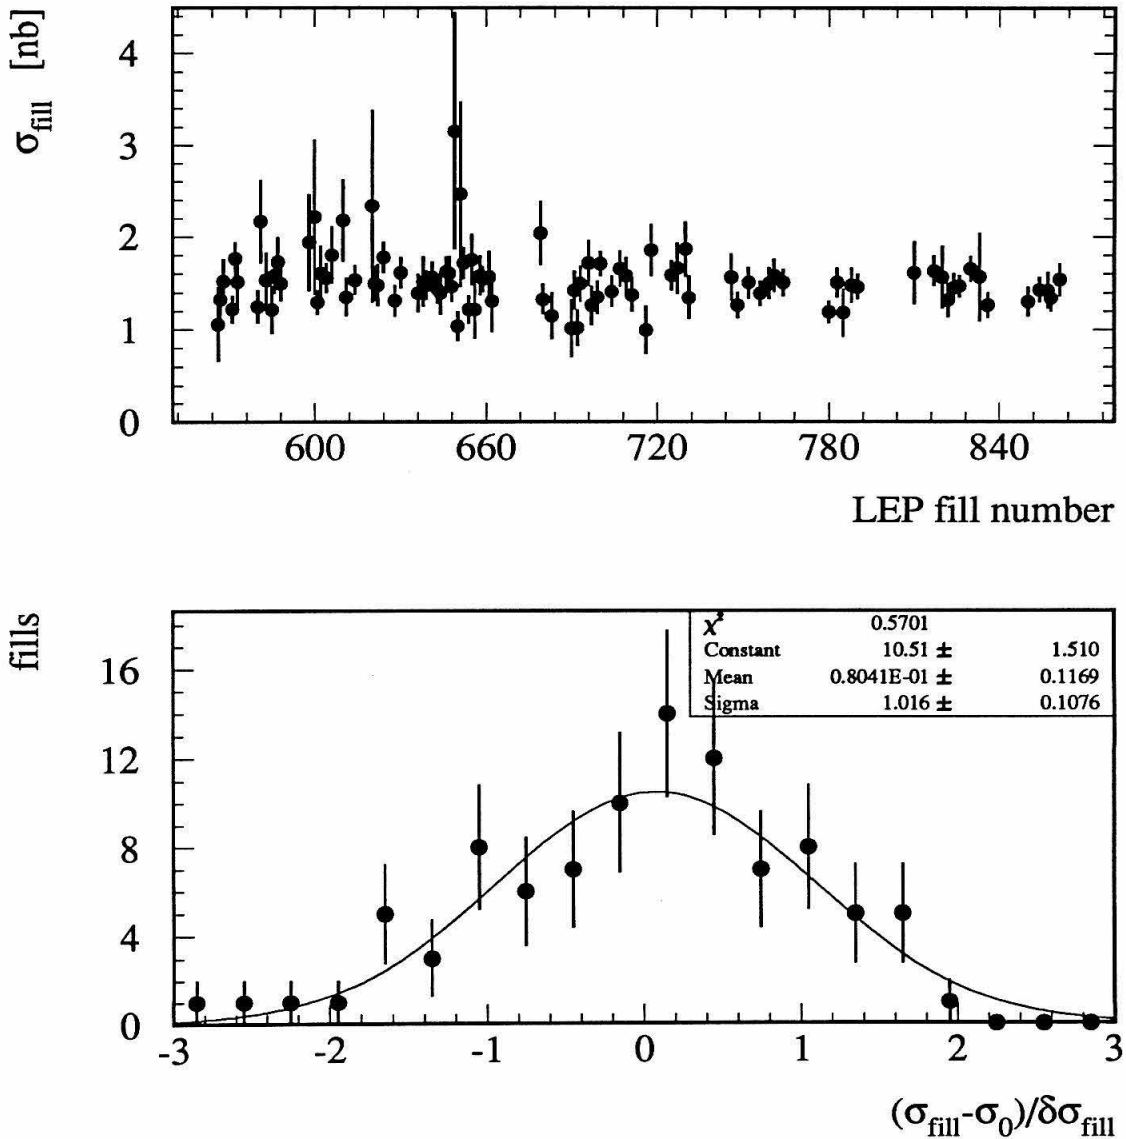 σfill [nb]
4
3
2
1
0
600 660 720 780 840
LEP fill number
fills
χ² 0.5701
Constant 10.51 ± 1.510
Mean 0.8041E-01 ± 0.1169
Sigma 1.016 ± 0.1076
16
12
8
4
0
-3 -2 -1 0 1 2 3
(σfill-σ0)/δσfill